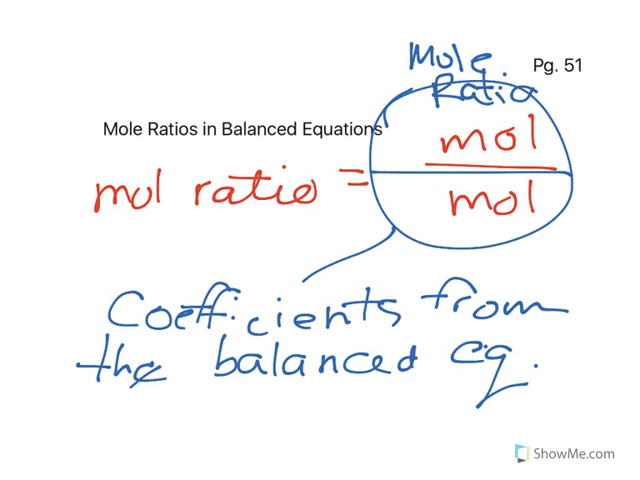 Mole
Ratio
Pg. 51
Mole Ratios in Balanced Equations
mol ratio = mol
mol
Coefficients from
the balanced eq.
ShowMe.com